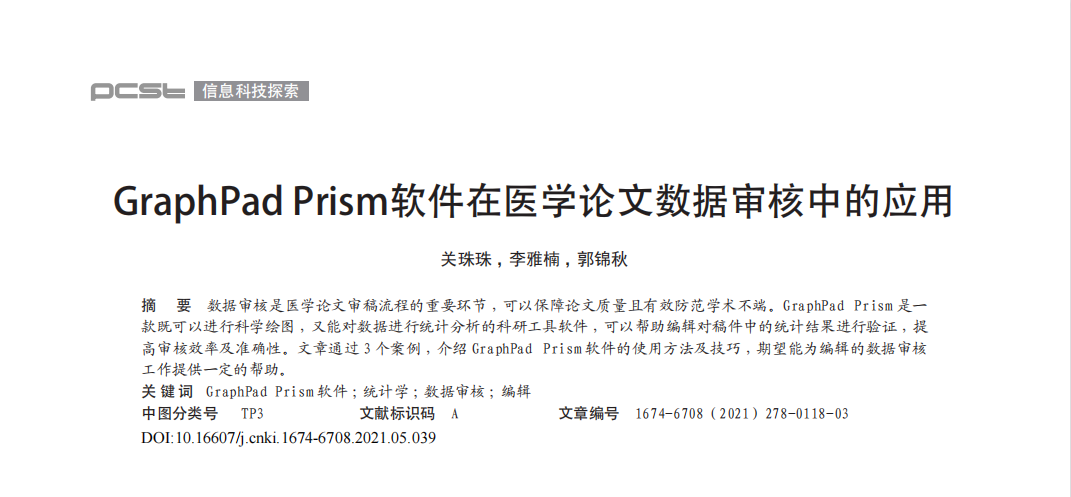 PCST 信息科技探索
GraphPad Prism软件在医学论文数据审核中的应用
关珠珠，李雅楠，郭锦秋
摘 要 数据审核是医学论文审稿流程的重要环节，可以保障论文质量且有效防范学术不端。GraphPad Prism 是一
款既可以进行科学绘图，又能对数据进行统计分析的科研工具软件，可以帮助编辑对稿件中的统计结果进行验证，提
高审核效率及准确性。文章通过 3 个案例，介绍 GraphPad Prism 软件的使用方法及技巧，期望能为编辑的数据审核
工作提供一定的帮助。
关键词 GraphPad Prism 软件；统计学；数据审核；编辑
中图分类号 TP3 文献标识码 A 文章编号 1674-6708（2021）278-0118-03
DOI:10.16607/j.cnki.1674-6708.2021.05.039